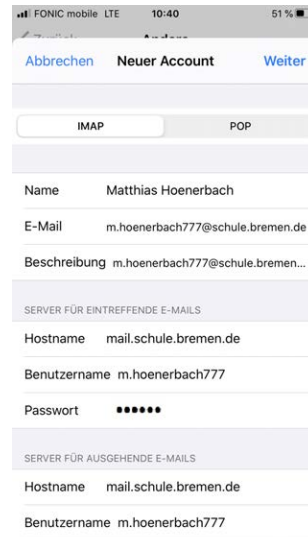 FONIC mobile LTE 10:40 51 %
Abbrechen Neuer Account Weiter
IMAP POP
Name Matthias Hoenerbach
E-Mail m.hoenerbach777@schule.bremen.de
Beschreibung m.hoenerbach777@schule.bremen...
SERVER FÜR EINTREFFENDE E-MAILS
Hostname mail.schule.bremen.de
Benutzername m.hoenerbach777
Passwort ●●●●●●
SERVER FÜR AUSGEHENDE E-MAILS
Hostname mail.schule.bremen.de
Benutzername m.hoenerbach777